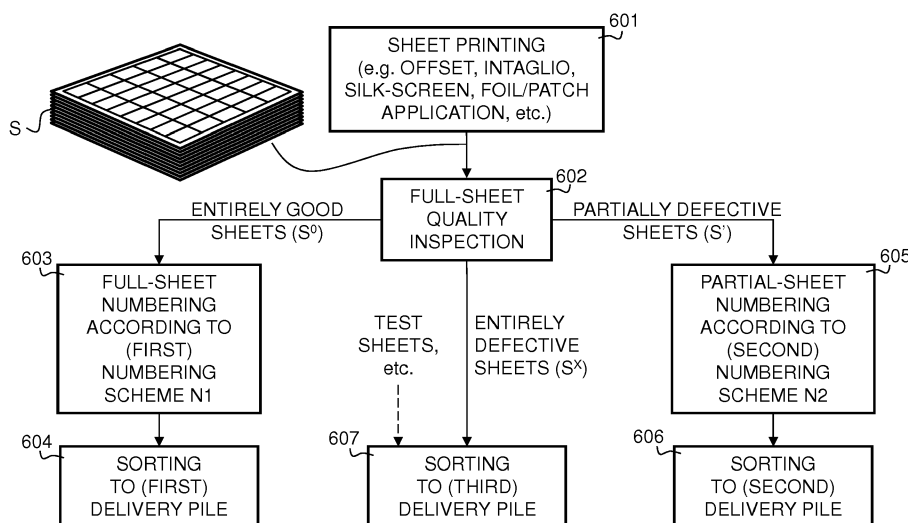 601
SHEET PRINTING
(e.g. OFFSET, INTAGLIO,
SILK-SCREEN, FOIL/PATCH
APPLICATION, etc.)
S
602
FULL-SHEET
QUALITY
INSPECTION
ENTIRELY GOOD
SHEETS (S⁰)
PARTIALLY DEFECTIVE
SHEETS (S')
603
FULL-SHEET
NUMBERING
ACCORDING TO
(FIRST)
NUMBERING
SCHEME N1
TEST
SHEETS,
etc.
ENTIRELY
DEFECTIVE
SHEETS (Sˣ)
605
PARTIAL-SHEET
NUMBERING
ACCORDING TO
(SECOND)
NUMBERING
SCHEME N2
604
SORTING
TO (FIRST)
DELIVERY PILE
607
SORTING
TO (THIRD)
DELIVERY PILE
606
SORTING
TO (SECOND)
DELIVERY PILE